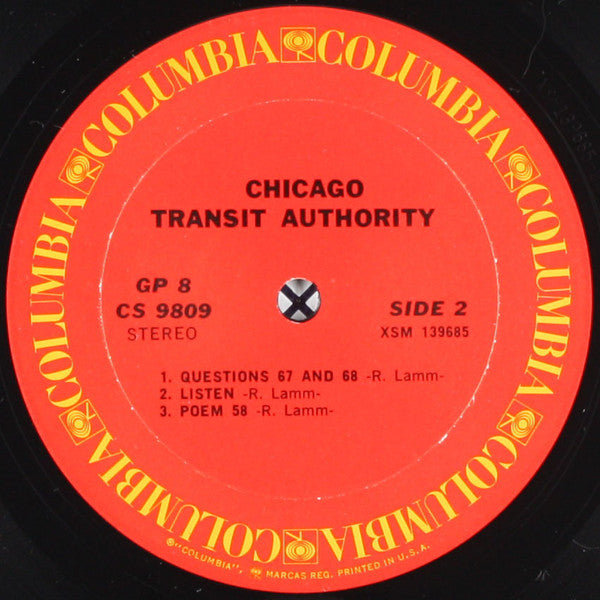 COLUMBIA COLUMBIA COLUMBIA COLUMBIA COLUMBIA COLUMBIA
CHICAGO
TRANSIT AUTHORITY
GP 8
CS 9809
STEREO
SIDE 2
XSM 139685
1. QUESTIONS 67 AND 68 -R. Lamm-
2. LISTEN -R. Lamm-
3. POEM 58 -R. Lamm-
®"COLUMBIA", MARCAS REG. PRINTED IN U.S.A.